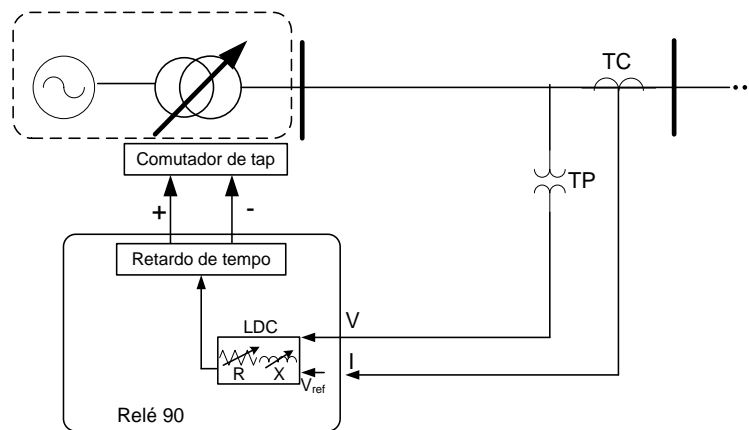 TC
Comutador de tap
TP
+
-
Retardo de tempo
V
LDC
I
R
X
Vref
Relé 90